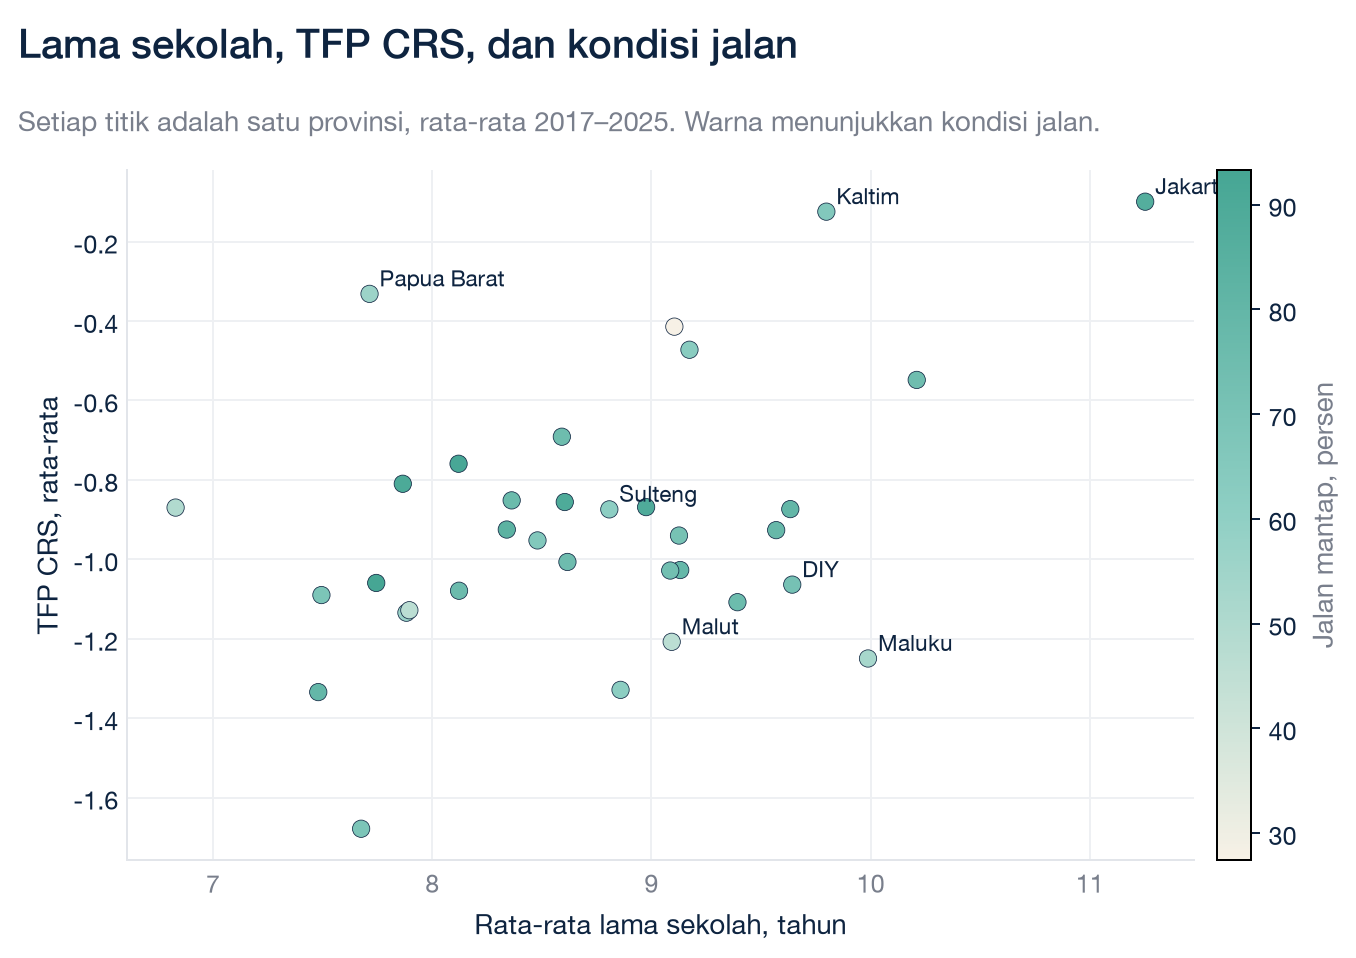 Lama sekolah, TFP CRS, dan kondisi jalan
Setiap titik adalah satu provinsi, rata-rata 2017–2025. Warna menunjukkan kondisi jalan.
Kaltim
Jakart
Papua Barat
Sulteng
DIY
Malut
Maluku
TFP CRS, rata-rata
-0.2
-0.4
-0.6
-0.8
-1.0
-1.2
-1.4
-1.6
7
8
9
10
11
Rata-rata lama sekolah, tahun
90
80
70
60
50
40
30
Jalan mantap, persen